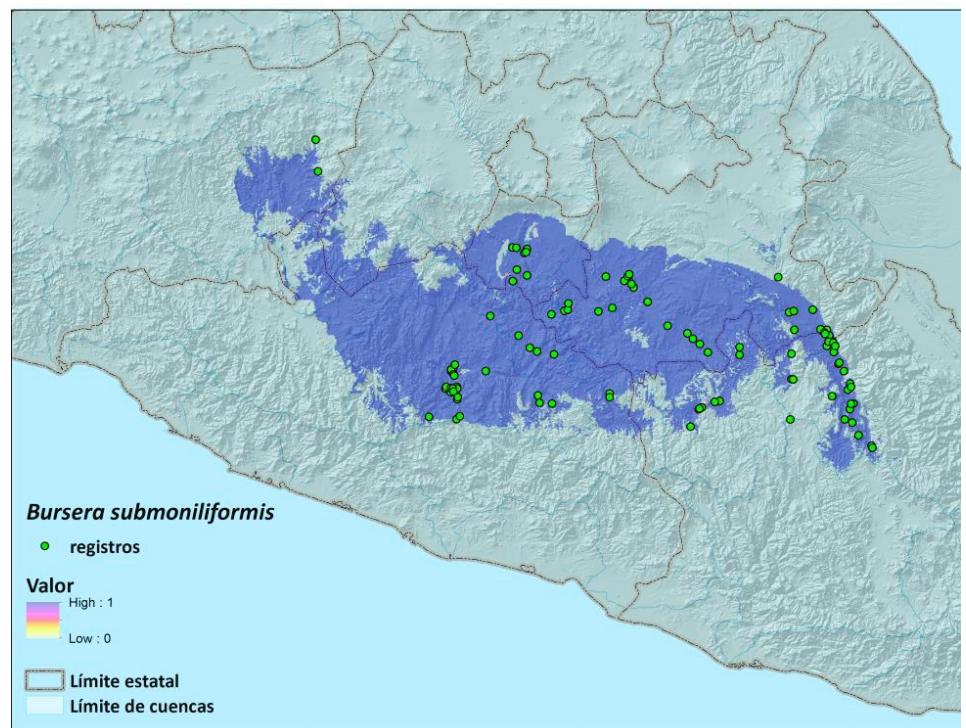 Bursera submoniliformis
registros
Valor
High : 1
Low : 0
Límite estatal
Límite de cuencas